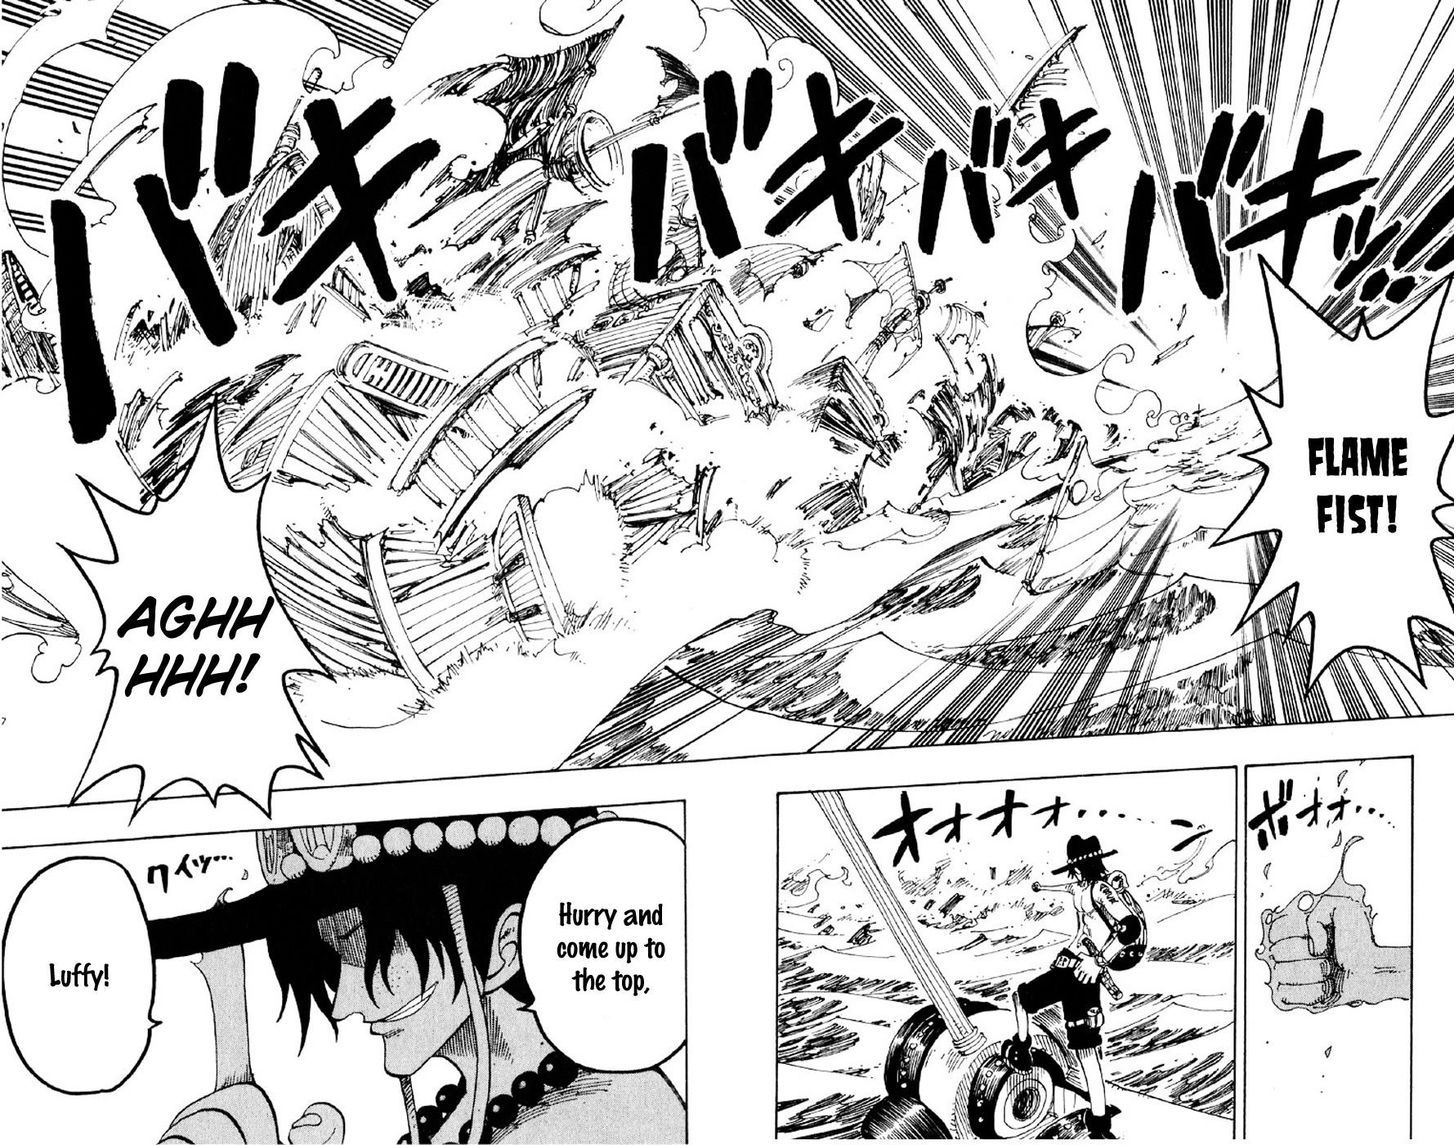 FLAME
FIST!
バキ バキバキ バキッ!!
AGHH
HHH!
ボオオ...
オオオオ.....ン
Hurry and
come up to
the top,
クイッ...
Luffy!